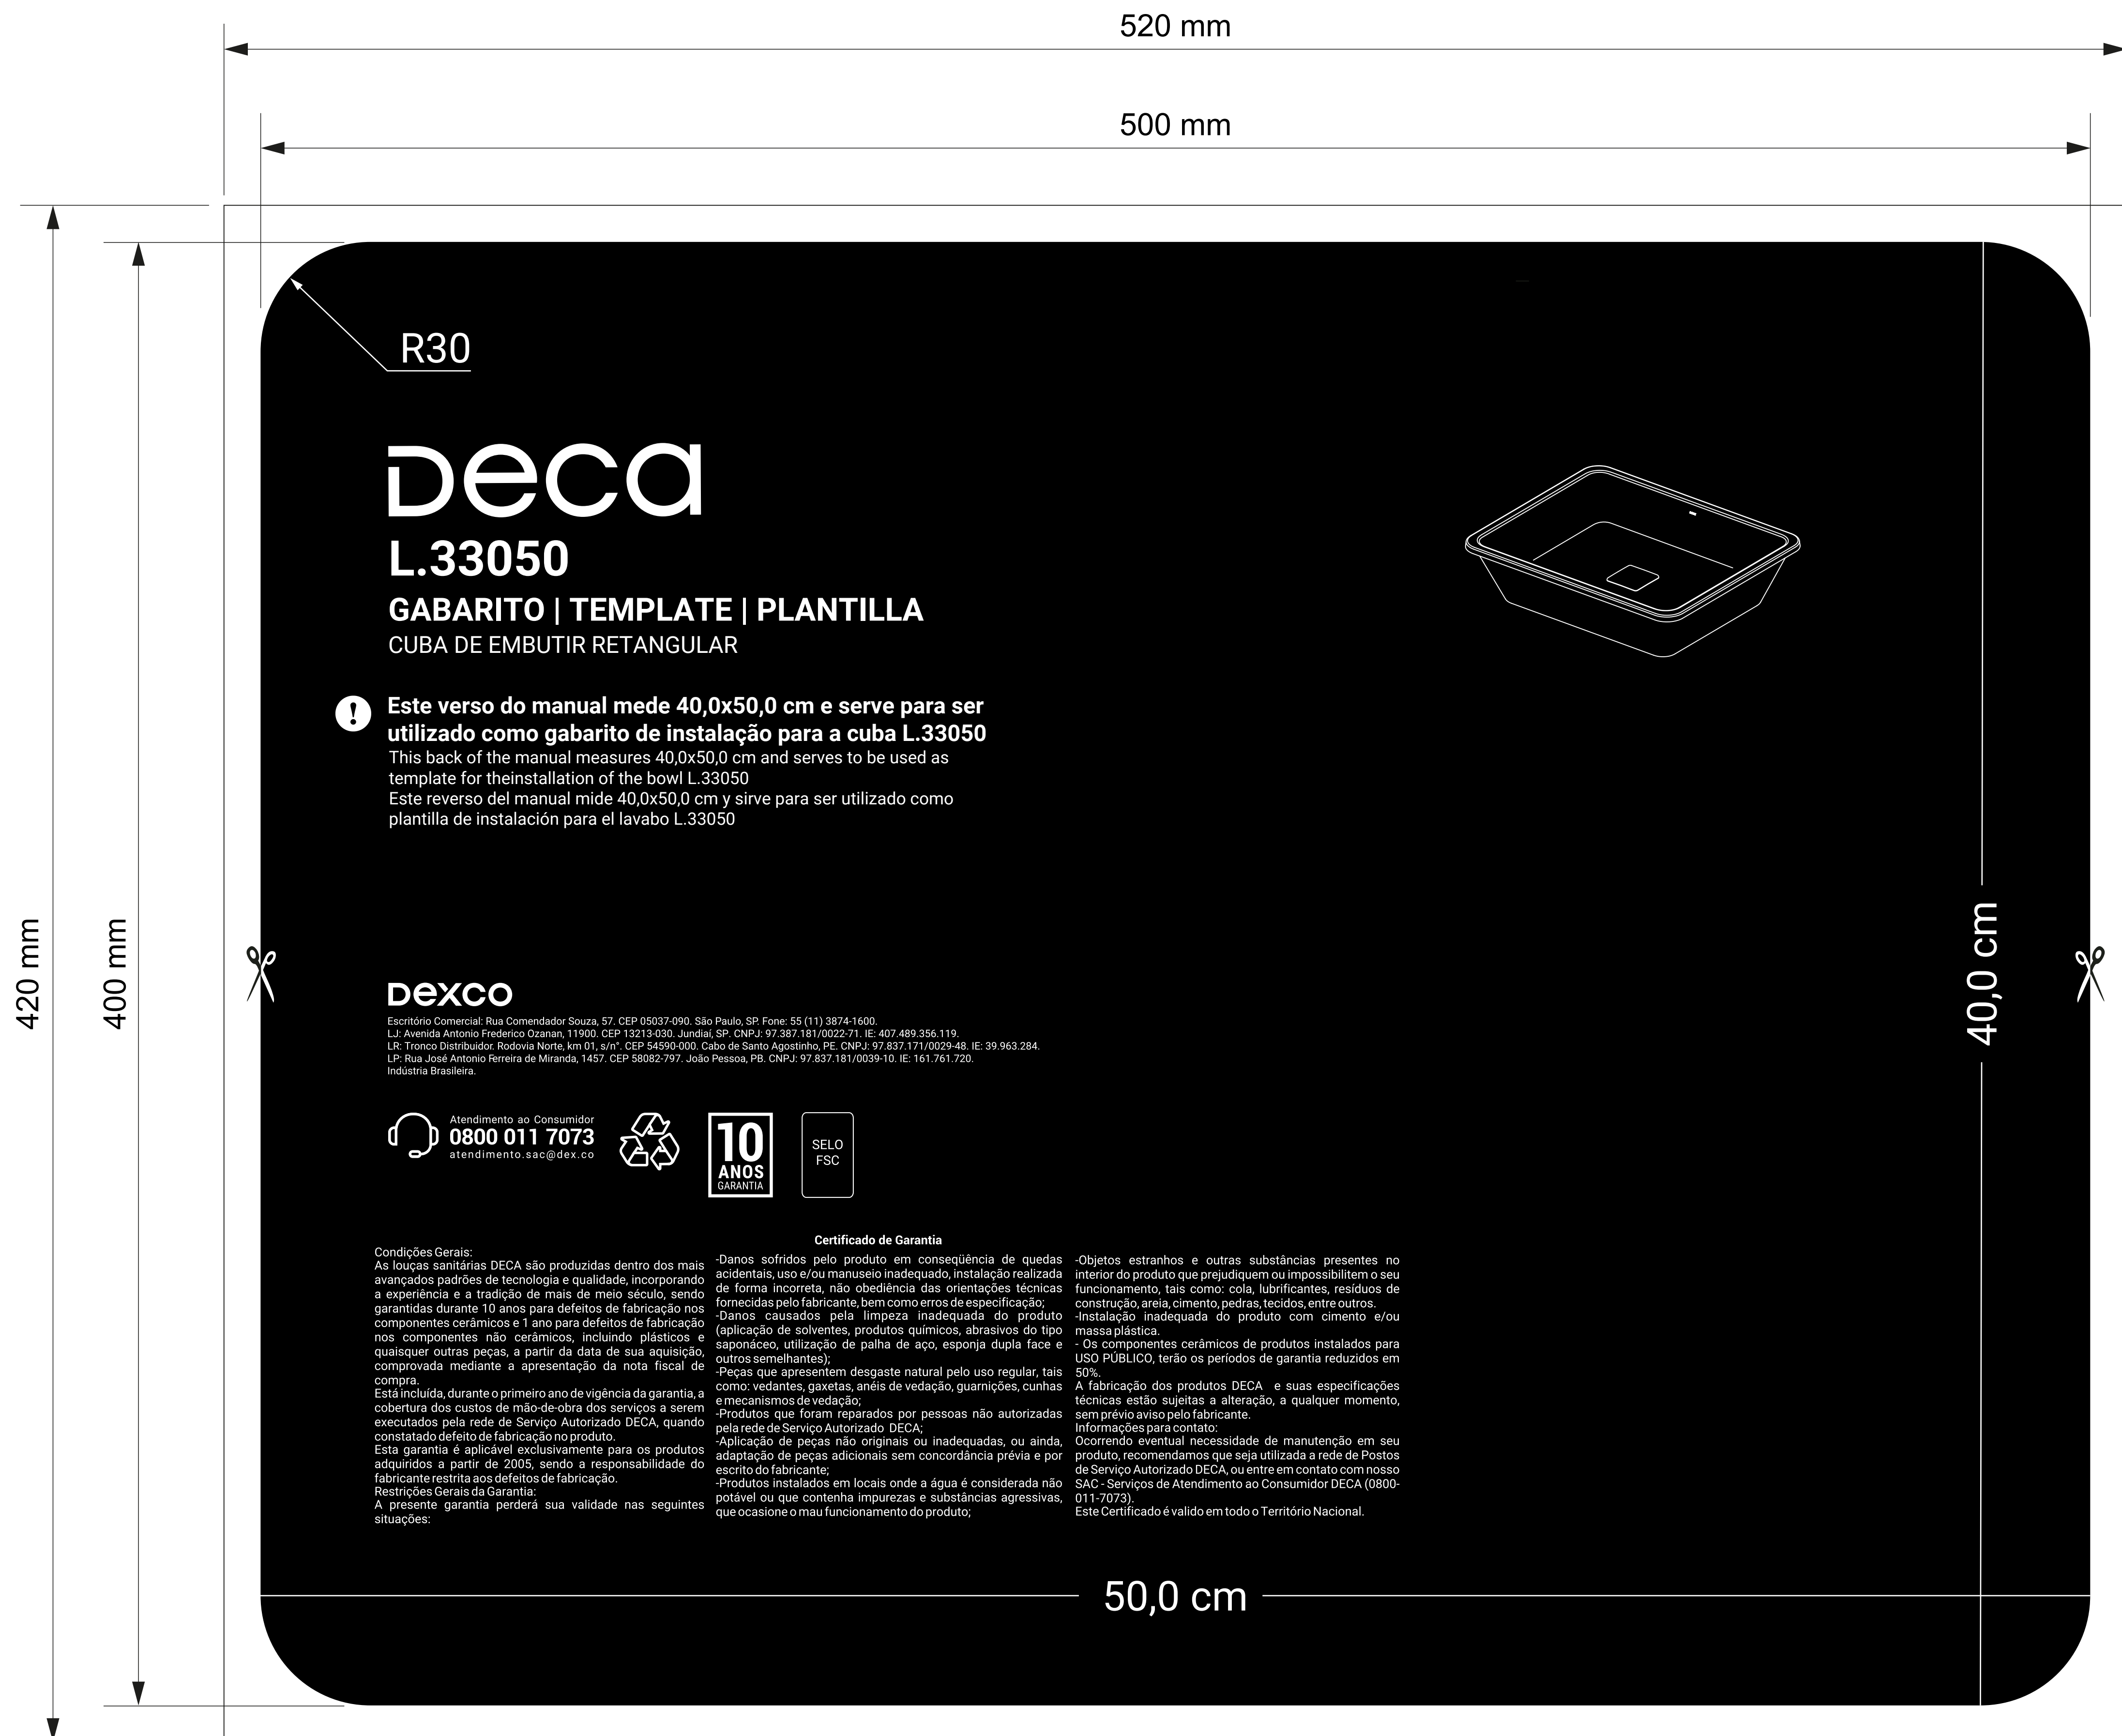 520 mm
500 mm
420 mm
400 mm
R30
Deca
L.33050
GABARITO | TEMPLATE | PLANTILLA
CUBA DE EMBUTIR RETANGULAR
!
Este verso do manual mede 40,0x50,0 cm e serve para ser
utilizado como gabarito de instalação para a cuba L.33050
This back of the manual measures 40,0x50,0 cm and serves to be used as
template for theinstallation of the bowl L.33050
Este reverso del manual mide 40,0x50,0 cm y sirve para ser utilizado como
plantilla de instalación para el lavabo L.33050
40,0 cm
Dexco
Escritório Comercial: Rua Comendador Souza, 57. CEP 05037-090. São Paulo, SP. Fone: 55 (11) 3874-1600.
LJ: Avenida Antonio Frederico Ozanan, 11900. CEP 13213-030. Jundiaí, SP. CNPJ: 97.387.181/0022-71. IE: 407.489.356.119.
LR: Tronco Distribuidor. Rodovia Norte, km 01, s/n°. CEP 54590-000. Cabo de Santo Agostinho, PE. CNPJ: 97.837.171/0029-48. IE: 39.963.284.
LP: Rua José Antonio Ferreira de Miranda, 1457. CEP 58082-797. João Pessoa, PB. CNPJ: 97.837.181/0039-10. IE: 161.761.720.
Indústria Brasileira.
Atendimento ao Consumidor
0800 011 7073
atendimento.sac@dex.co
10
ANOS
GARANTIA
SELO
FSC
Certificado de Garantia
Condições Gerais:
As louças sanitárias DECA são produzidas dentro dos mais
avançados padrões de tecnologia e qualidade, incorporando
a experiência e a tradição de mais de meio século, sendo
garantidas durante 10 anos para defeitos de fabricação nos
componentes cerâmicos e 1 ano para defeitos de fabricação
nos componentes não cerâmicos, incluindo plásticos e
quaisquer outras peças, a partir da data de sua aquisição,
comprovada mediante a apresentação da nota fiscal de
compra.
Está incluída, durante o primeiro ano de vigência da garantia, a
cobertura dos custos de mão-de-obra dos serviços a serem
executados pela rede de Serviço Autorizado DECA, quando
constatado defeito de fabricação no produto.
Esta garantia é aplicável exclusivamente para os produtos
adquiridos a partir de 2005, sendo a responsabilidade do
fabricante restrita aos defeitos de fabricação.
Restrições Gerais da Garantia:
A presente garantia perderá sua validade nas seguintes
situações:
-Danos sofridos pelo produto em conseqüência de quedas
acidentais, uso e/ou manuseio inadequado, instalação realizada
de forma incorreta, não obediência das orientações técnicas
fornecidas pelo fabricante, bem como erros de especificação;
-Danos causados pela limpeza inadequada do produto
(aplicação de solventes, produtos químicos, abrasivos do tipo
saponáceo, utilização de palha de aço, esponja dupla face e
outros semelhantes);
-Peças que apresentem desgaste natural pelo uso regular, tais
como: vedantes, gaxetas, anéis de vedação, guarnições, cunhas
e mecanismos de vedação;
-Produtos que foram reparados por pessoas não autorizadas
pela rede de Serviço Autorizado DECA;
-Aplicação de peças não originais ou inadequadas, ou ainda,
adaptação de peças adicionais sem concordância prévia e por
escrito do fabricante;
-Produtos instalados em locais onde a água é considerada não
potável ou que contenha impurezas e substâncias agressivas,
que ocasione o mau funcionamento do produto;
-Objetos estranhos e outras substâncias presentes no
interior do produto que prejudiquem ou impossibilitem o seu
funcionamento, tais como: cola, lubrificantes, resíduos de
construção, areia, cimento, pedras, tecidos, entre outros.
-Instalação inadequada do produto com cimento e/ou
massa plástica.
- Os componentes cerâmicos de produtos instalados para
USO PÚBLICO, terão os períodos de garantia reduzidos em
50%.
A fabricação dos produtos DECA e suas especificações
técnicas estão sujeitas a alteração, a qualquer momento,
sem prévio aviso pelo fabricante.
Informações para contato:
Ocorrendo eventual necessidade de manutenção em seu
produto, recomendamos que seja utilizada a rede de Postos
de Serviço Autorizado DECA, ou entre em contato com nosso
SAC - Serviços de Atendimento ao Consumidor DECA (0800-
011-7073).
Este Certificado é valido em todo o Território Nacional.
50,0 cm